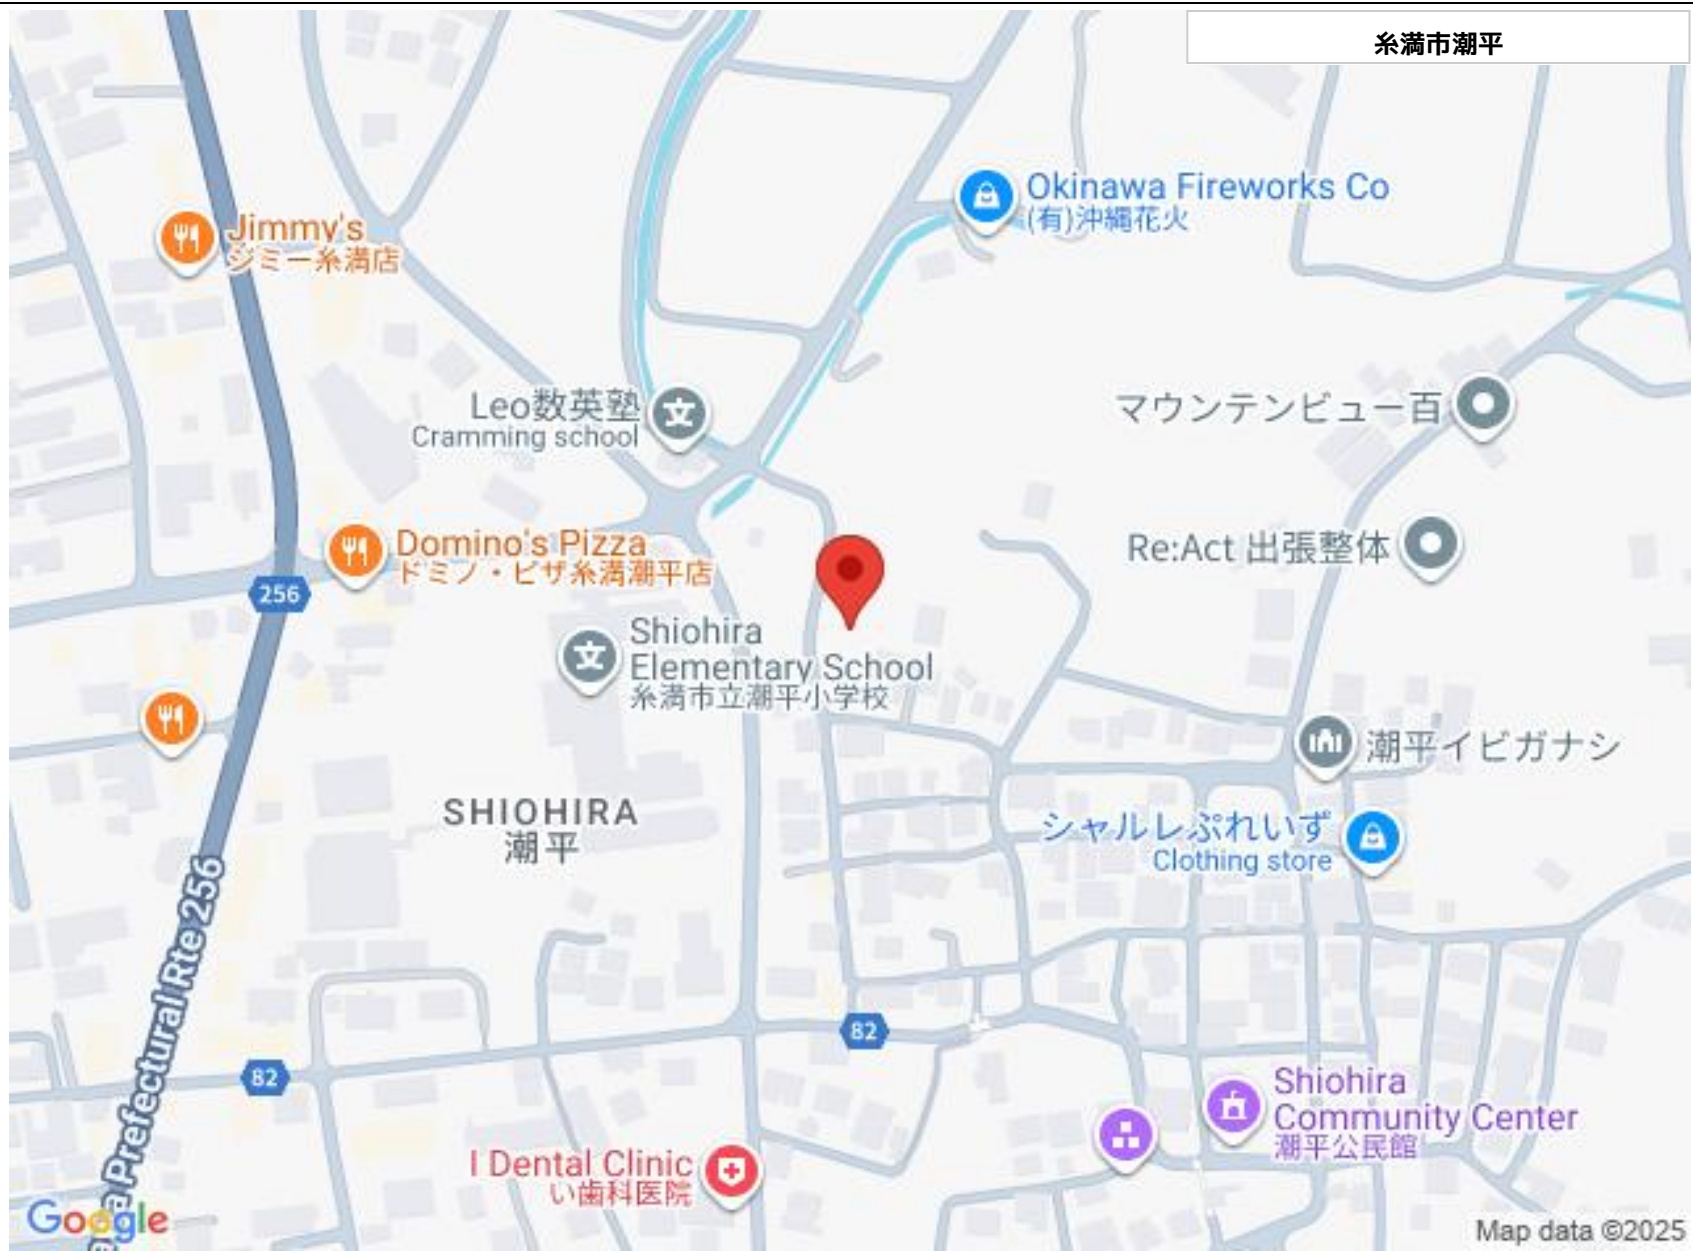 糸満市潮平
Okinawa Fireworks Co
(有)沖縄花火
Jimmy's
ジミー糸満店
Leo数英塾
Cramming school
マウンテンビュー百
Domino's Pizza
ドミノ・ピザ糸満潮平店
Re:Act 出張整体
256
Shiohira
Elementary School
糸満市立潮平小学校
潮平イビガナシ
SHIOHIRA
潮平
シャルレぷれいず
Clothing store
Prefectural Rte 256
82
82
Shiohira
Community Center
潮平公民館
I Dental Clinic
い歯科医院
Google
Map data ©2025